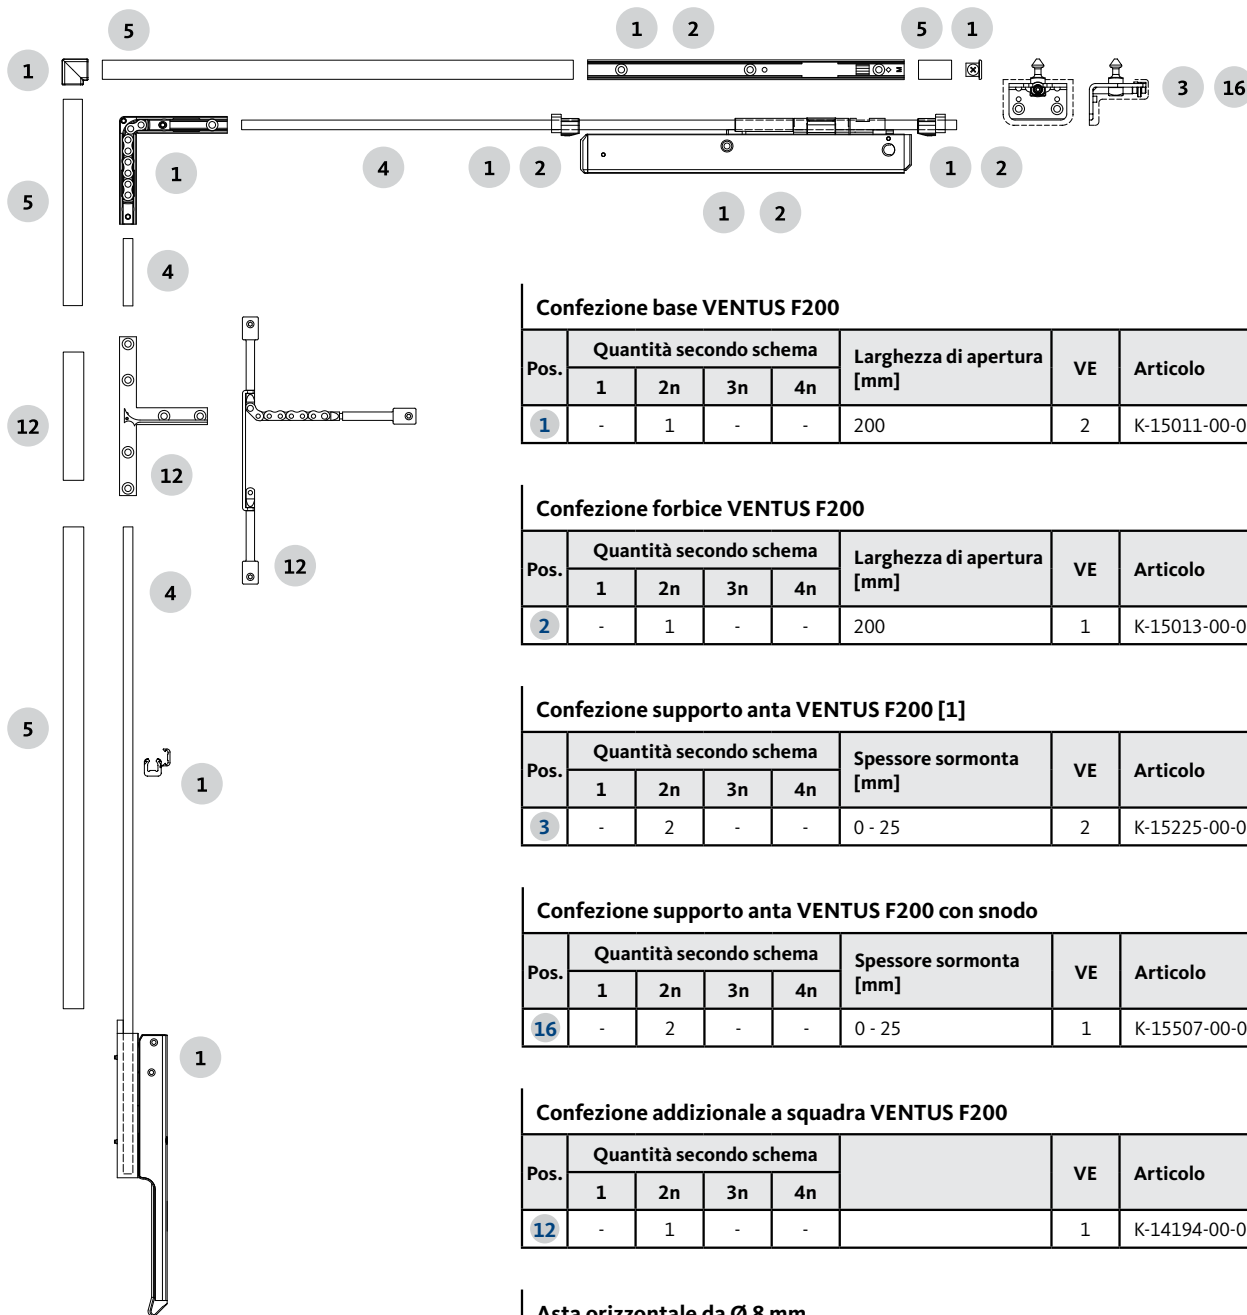 5
1 2
5 1
1
3 16
1
4
1 2
1 2
5
1 2
4
12
12
12
4
5
1
1
Confezione base VENTUS F200
Pos. Quantità secondo schema Larghezza di apertura [mm] VE Articolo
1 2n 3n 4n
1 - 1 - - 200 2 K-15011-00-0
Confezione forbice VENTUS F200
Pos. Quantità secondo schema Larghezza di apertura [mm] VE Articolo
1 2n 3n 4n
2 - 1 - - 200 1 K-15013-00-0
Confezione supporto anta VENTUS F200 [1]
Pos. Quantità secondo schema Spessore sormonta [mm] VE Articolo
1 2n 3n 4n
3 - 2 - - 0 - 25 2 K-15225-00-0
Confezione supporto anta VENTUS F200 con snodo
Pos. Quantità secondo schema Spessore sormonta [mm] VE Articolo
1 2n 3n 4n
16 - 2 - - 0 - 25 1 K-15507-00-0
Confezione addizionale a squadra VENTUS F200
Pos. Quantità secondo schema VE Articolo
1 2n 3n 4n
12 - 1 - - 1 K-14194-00-0
Asta orizzontale da Ø 8 mm